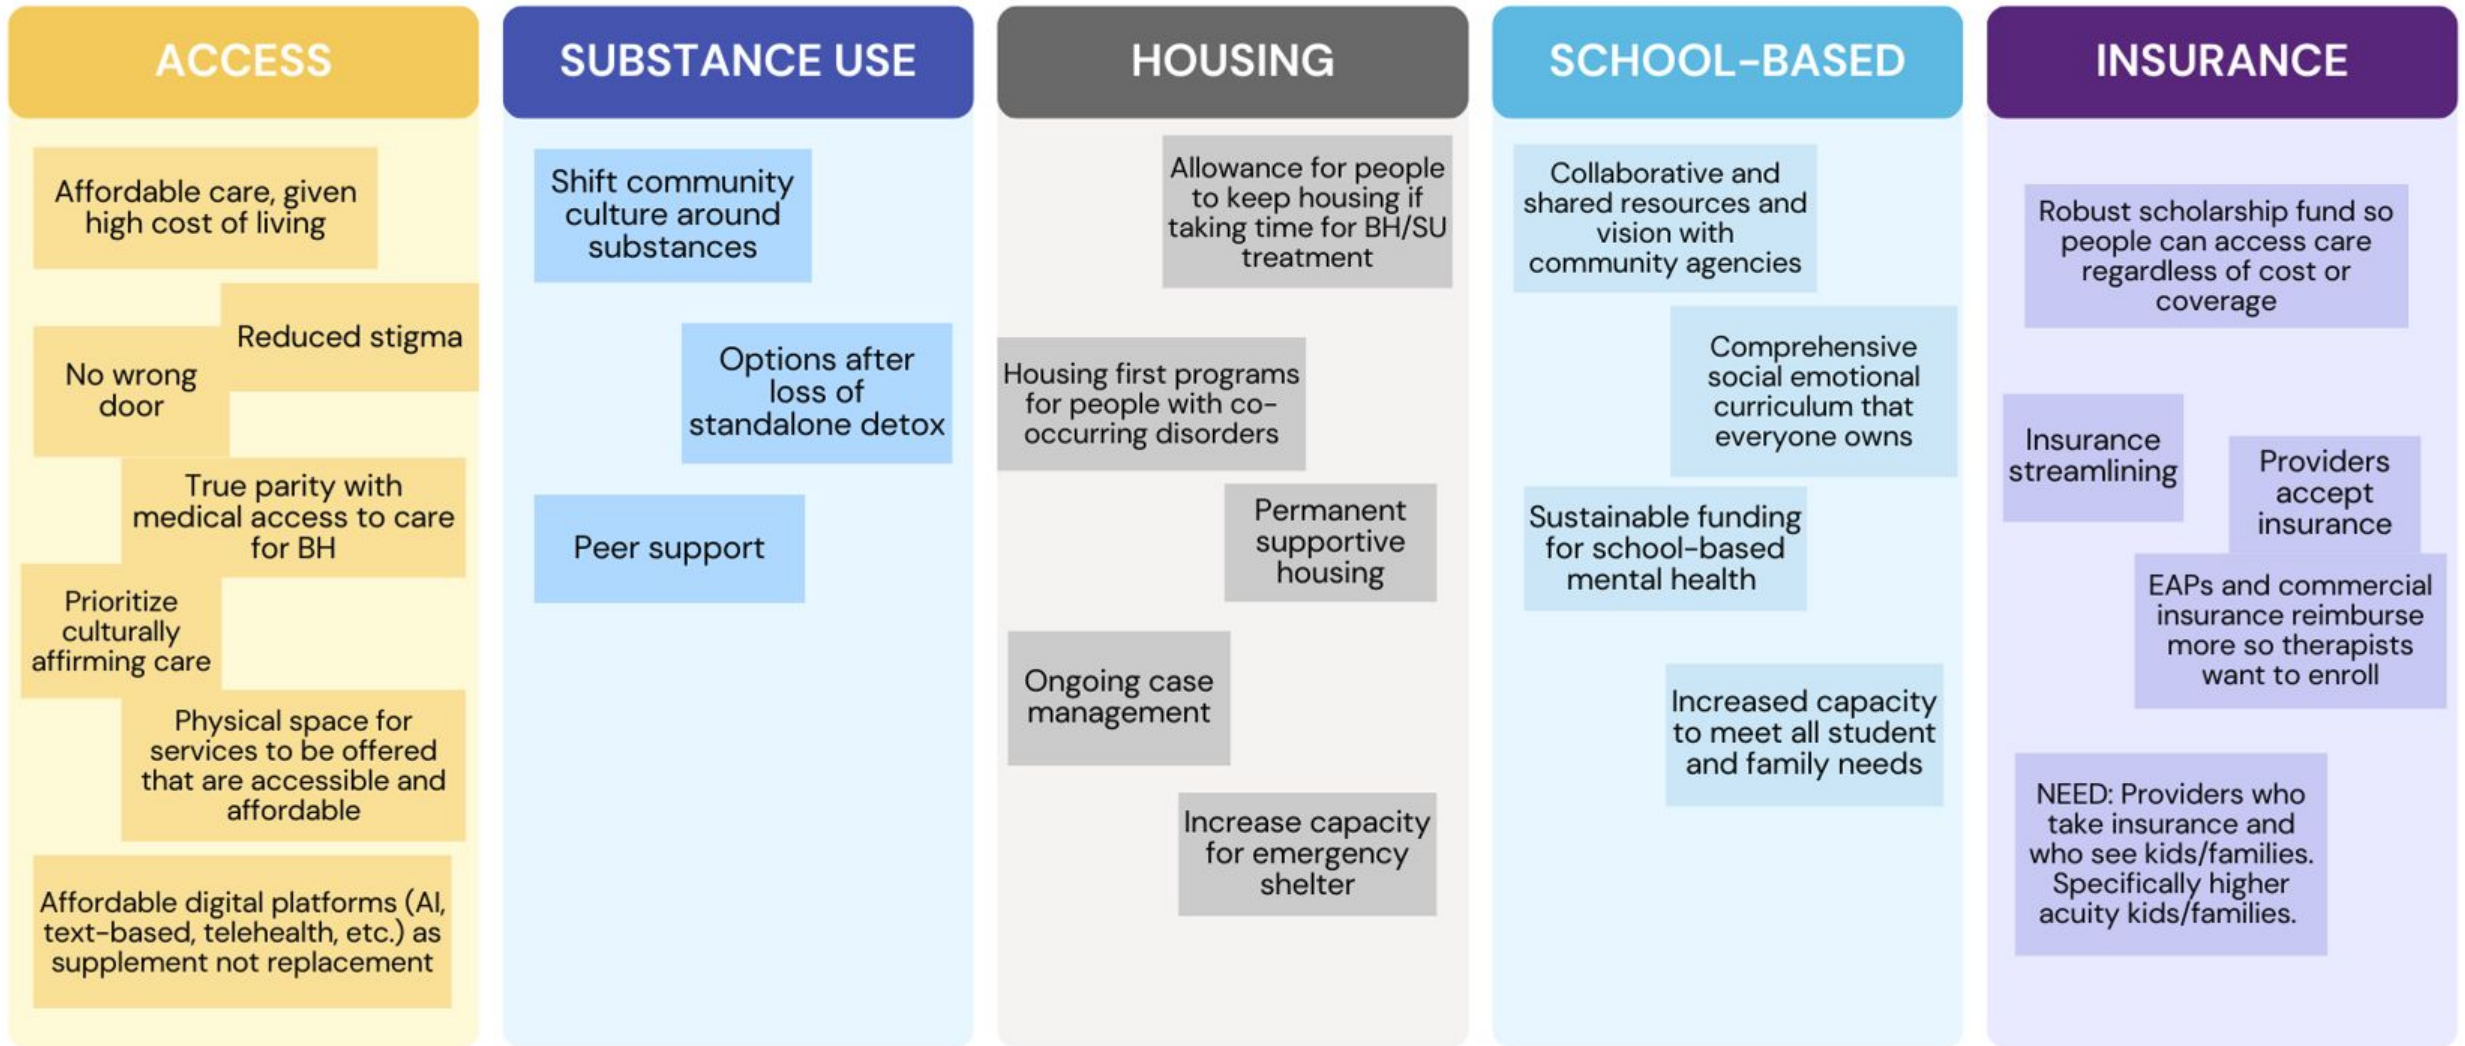 ACCESS
Affordable care, given
high cost of living
Reduced stigma
No wrong
door
True parity with
medical access to care
for BH
Prioritize
culturally
affirming care
Physical space for
services to be offered
that are accessible and
affordable
Affordable digital platforms (AI,
text-based, telehealth, etc.) as
supplement not replacement
SUBSTANCE USE
Shift community
culture around
substances
Options after
loss of
standalone detox
Peer support
HOUSING
Allowance for people
to keep housing if
taking time for BH/SU
treatment
Housing first programs
for people with co-
occurring disorders
Permanent
supportive
housing
Ongoing case
management
Increase capacity
for emergency
shelter
SCHOOL-BASED
Collaborative and
shared resources and
vision with
community agencies
Comprehensive
social emotional
curriculum that
everyone owns
Sustainable funding
for school-based
mental health
Increased capacity
to meet all student
and family needs
INSURANCE
Robust scholarship fund so
people can access care
regardless of cost or
coverage
Insurance
streamlining
Providers
accept
insurance
EAPs and commercial
insurance reimburse
more so therapists
want to enroll
NEED: Providers who
take insurance and
who see kids/families.
Specifically higher
acuity kids/families.